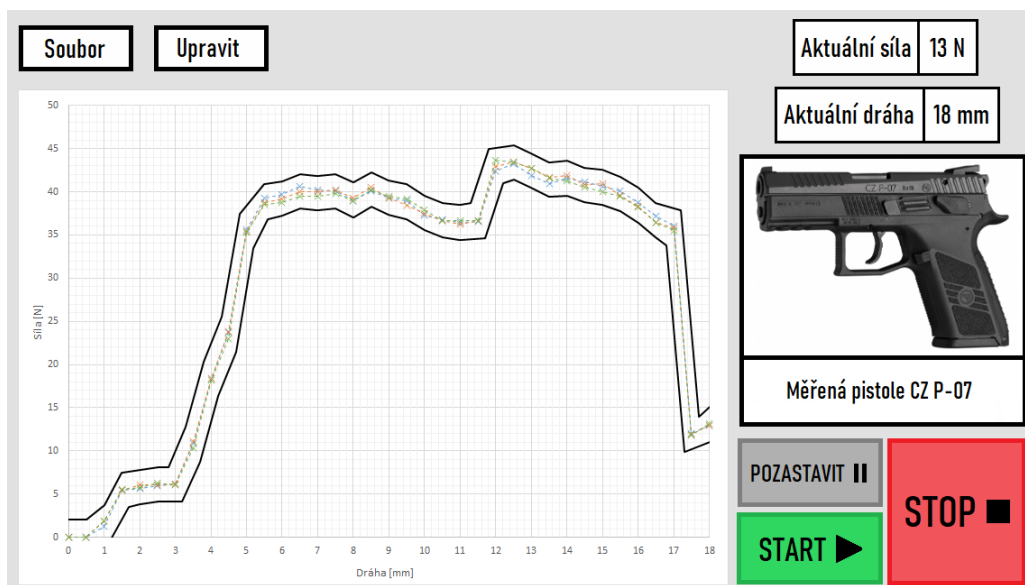 Soubor
Upravit
Aktuální síla 13 N
Aktuální dráha 18 mm
50
45
40
35
30
25
20
15
10
5
0
Síla [N]
0 1 2 3 4 5 6 7 8 9 10 11 12 13 14 15 16 17 18
Dráha [mm]
CZ P-07
Měřená pistole CZ P-07
POZASTAVIT
START
STOP